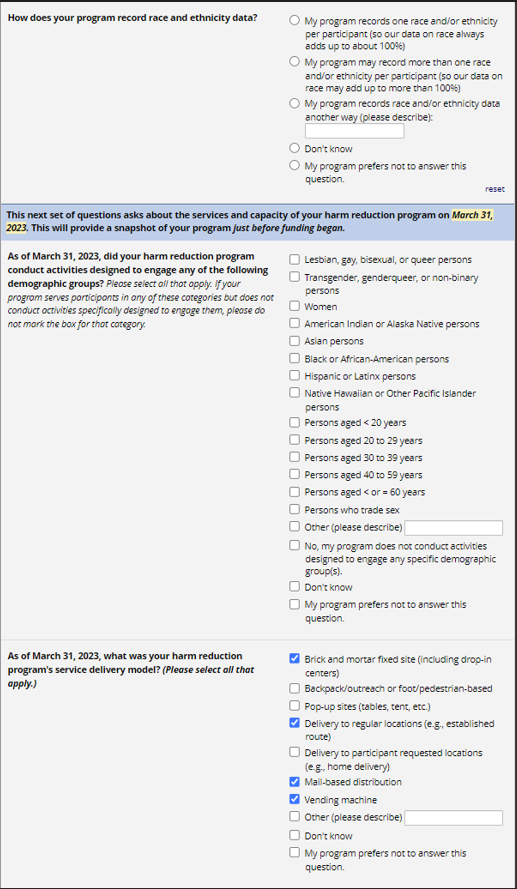 How does your program record race and ethnicity data?
My program records one race and/or ethnicity
per participant (so our data on race always
adds up to about 100%)
My program may record more than one race
and/or ethnicity per participant (so our data on
race may add up to more than 100%)
My program records race and/or ethnicity data
another way (please describe):
Don't know
My program prefers not to answer this
question.
reset
This next set of questions asks about the services and capacity of your harm reduction program on March 31,
2023. This will provide a snapshot of your program just before funding began.
As of March 31, 2023, did your harm reduction program
conduct activities designed to engage any of the following
demographic groups? Please select all that apply. If your
program serves participants in any of these categories but does not
conduct activities specifically designed to engage them, please do
not mark the box for that category.
Lesbian, gay, bisexual, or queer persons
Transgender, genderqueer, or non-binary
persons
Women
American Indian or Alaska Native persons
Asian persons
Black or African-American persons
Hispanic or Latinx persons
Native Hawaiian or Other Pacific Islander
persons
Persons aged < 20 years
Persons aged 20 to 29 years
Persons aged 30 to 39 years
Persons aged 40 to 59 years
Persons aged < or = 60 years
Persons who trade sex
Other (please describe)
No, my program does not conduct activities
designed to engage any specific demographic
group(s).
Don't know
My program prefers not to answer this
question.
As of March 31, 2023, what was your harm reduction
program's service delivery model? (Please select all that
apply.)
Brick and mortar fixed site (including drop-in
centers)
Backpack/outreach or foot/pedestrian-based
Pop-up sites (tables, tent, etc.)
Delivery to regular locations (e.g., established
route)
Delivery to participant requested locations
(e.g., home delivery)
Mail-based distribution
Vending machine
Other (please describe)
Don't know
My program prefers not to answer this
question.